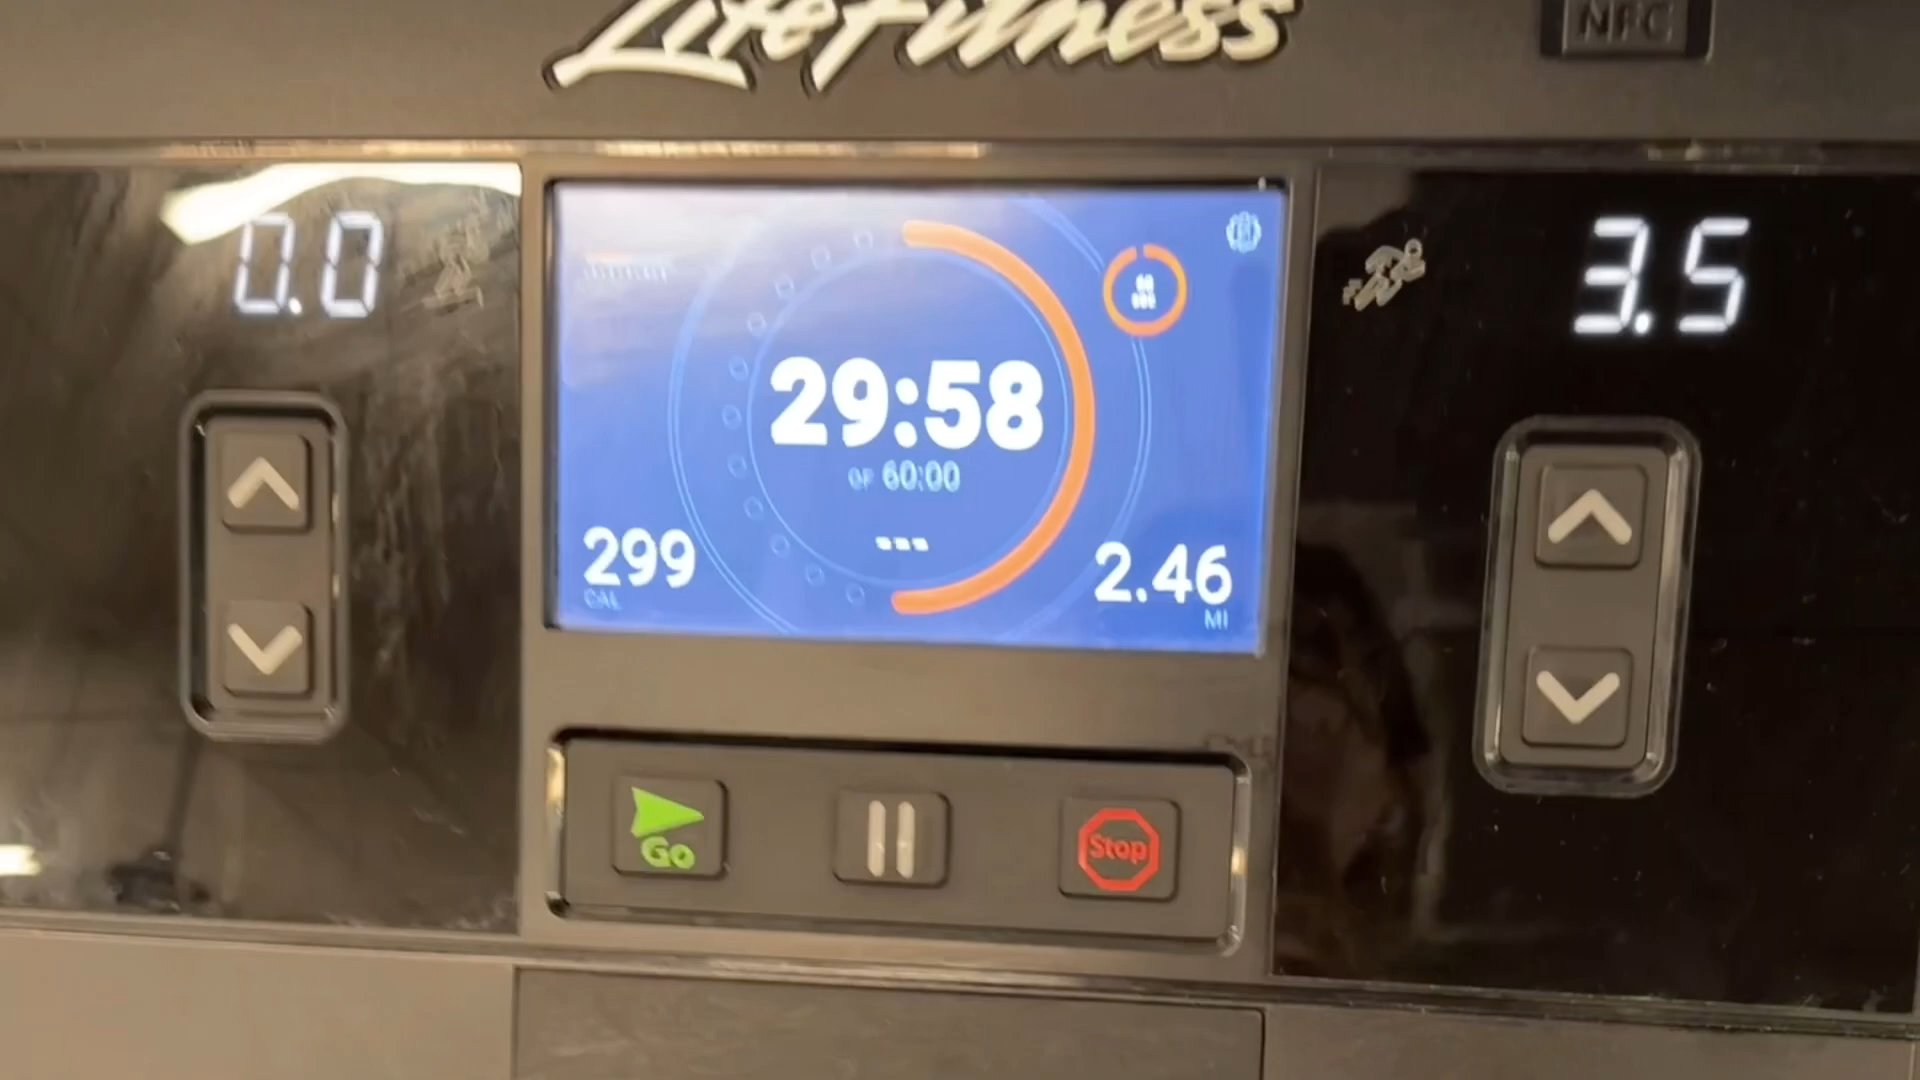 LifeFitness
NFC
0.0
3.5
29:58
OF 60:00
299
CAL
2.46
MI
Go
Stop